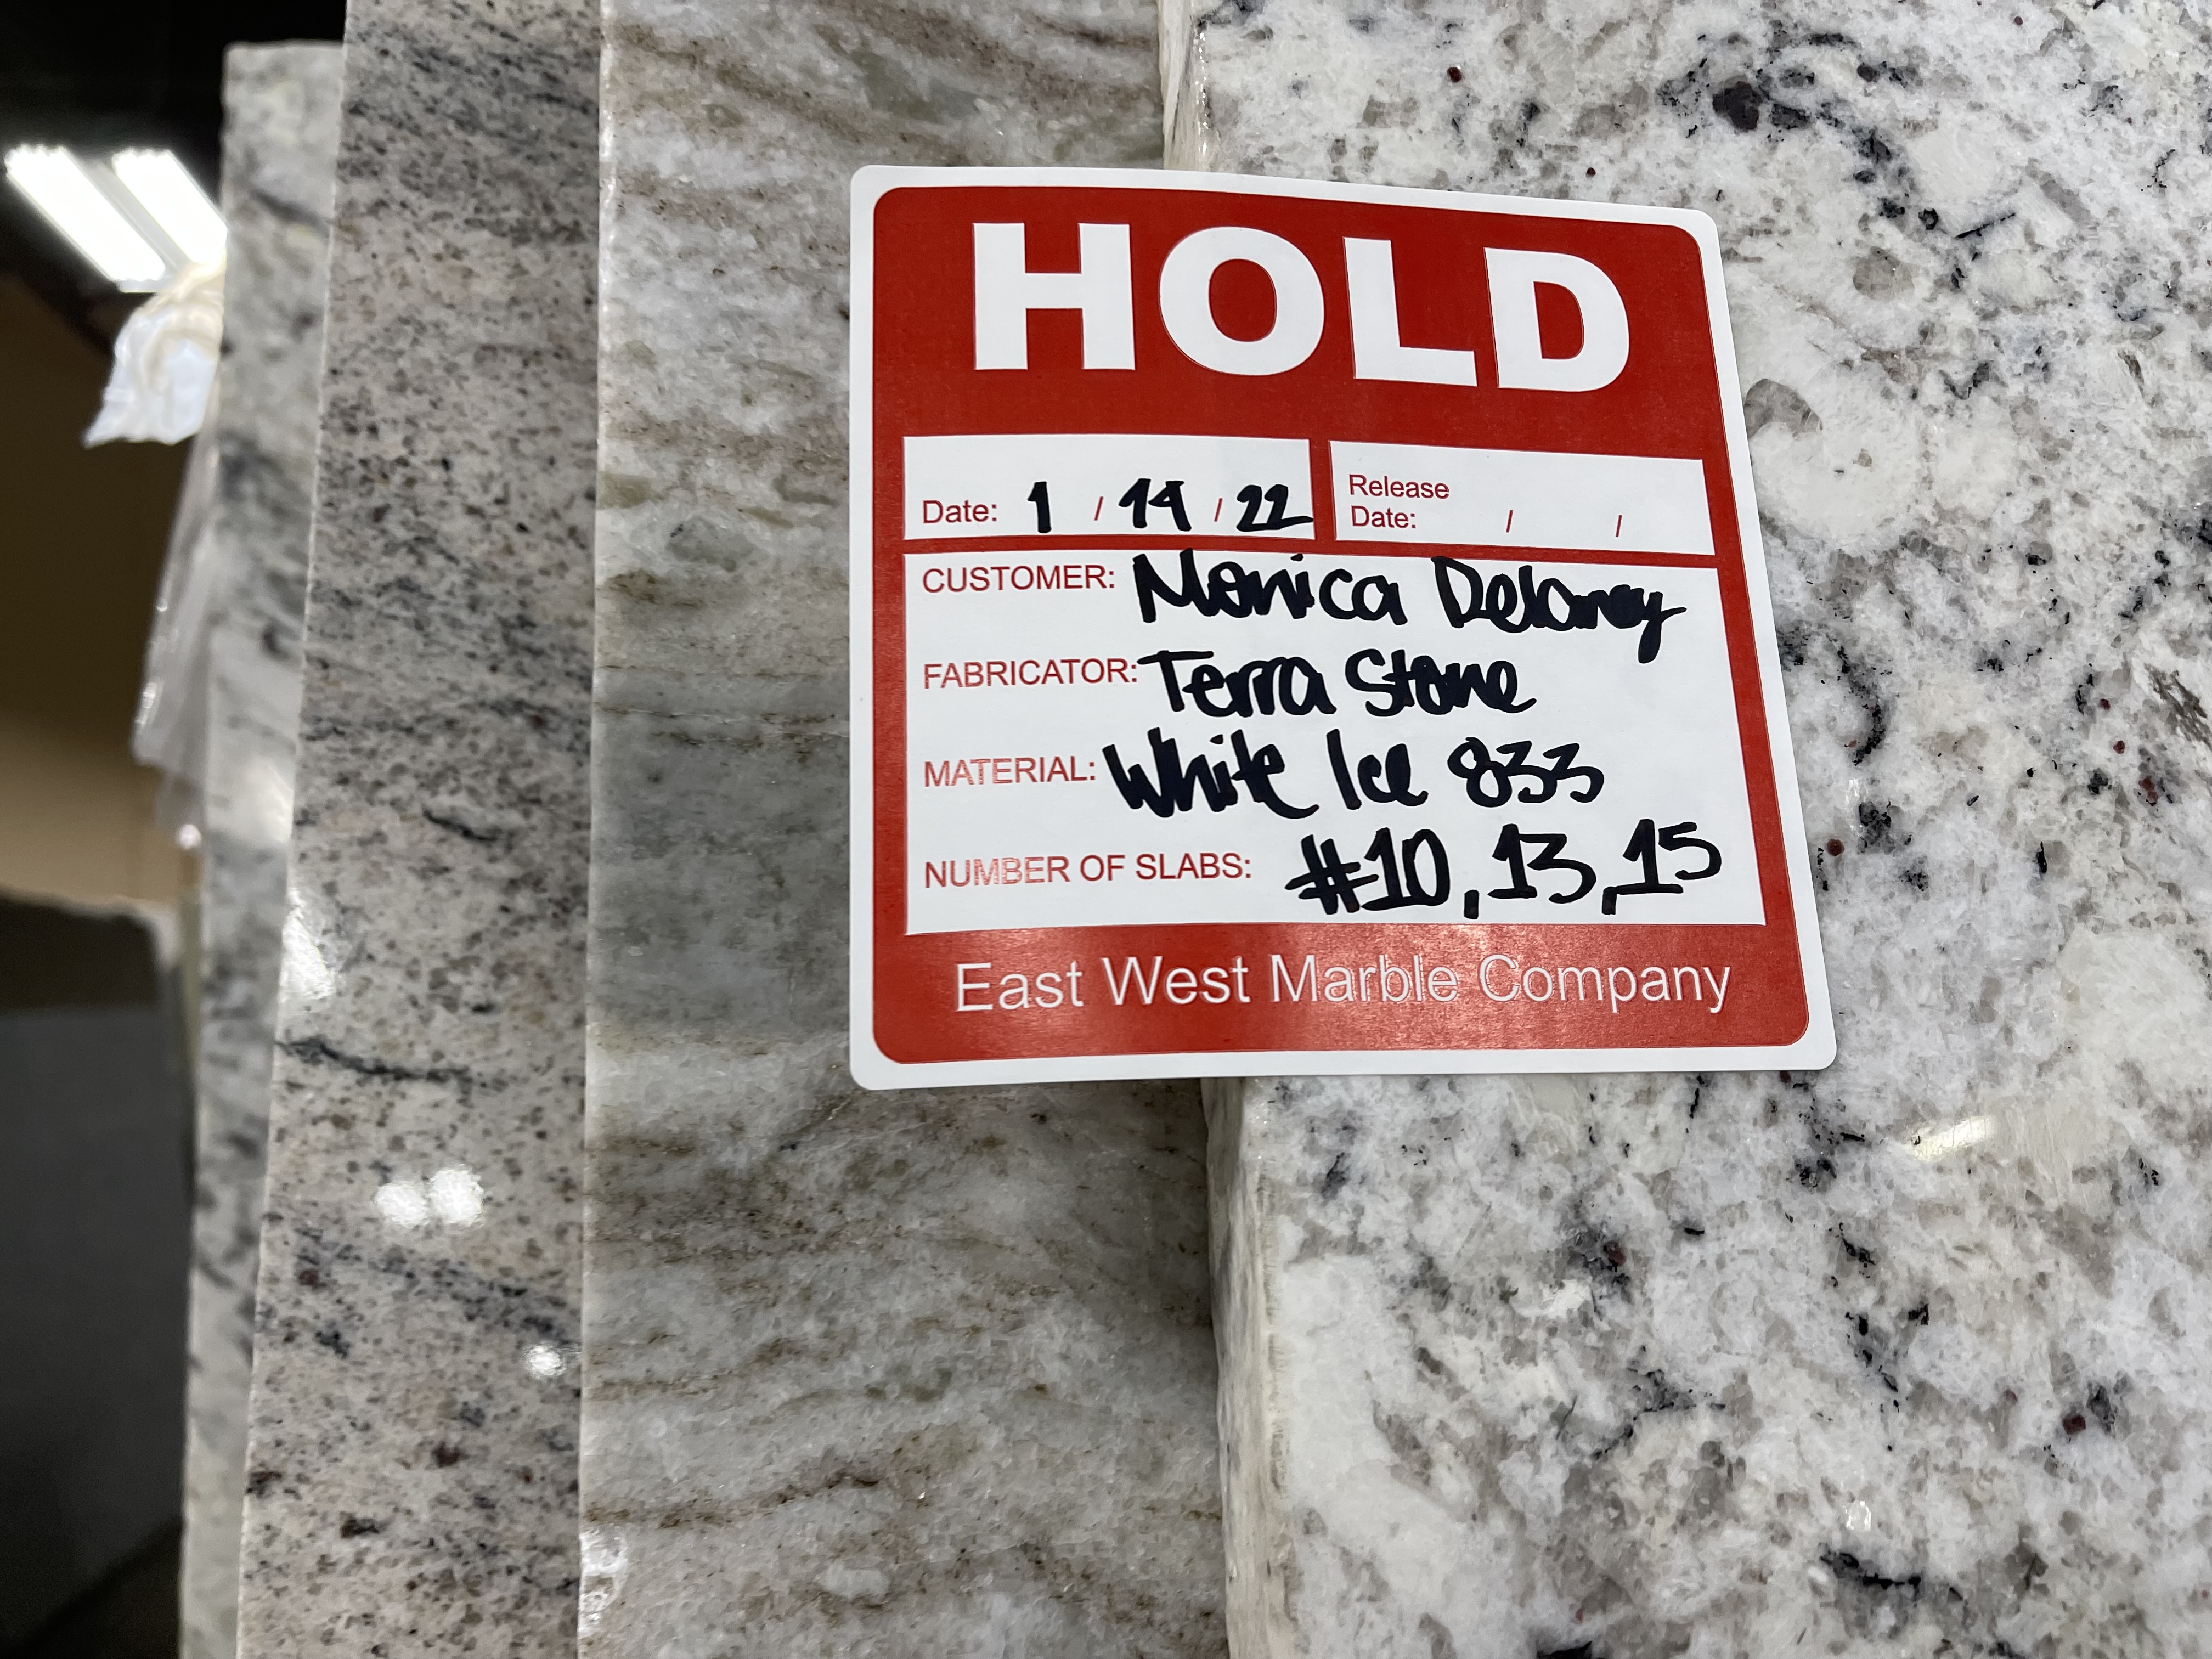 HOLD
Date: 1 / 14 / 22
Release
Date: / /
CUSTOMER: Monica Delaney
FABRICATOR: Terra Stone
MATERIAL: White Ice 833
NUMBER OF SLABS: #10, 13, 15
East West Marble Company